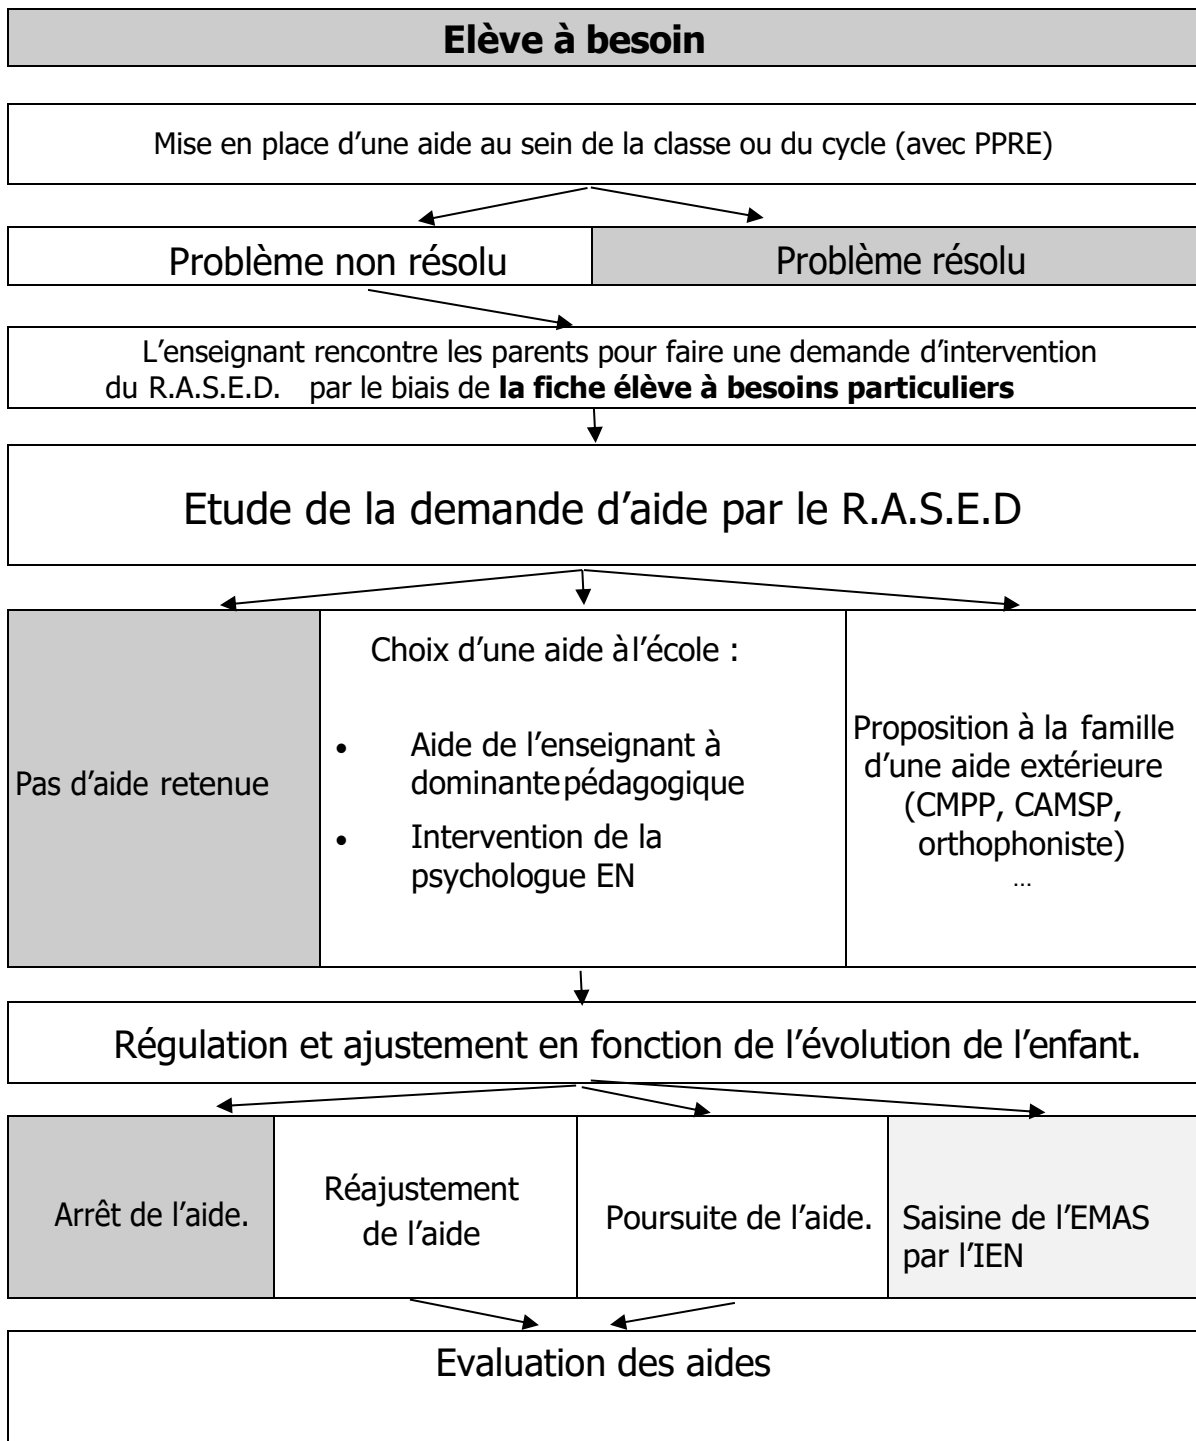 Elève à besoin
Mise en place d’une aide au sein de la classe ou du cycle (avec PPRE)
Problème non résolu
Problème résolu
L’enseignant rencontre les parents pour faire une demande d’intervention
du R.A.S.E.D. par le biais de la fiche élève à besoins particuliers
Etude de la demande d’aide par le R.A.S.E.D
Pas d’aide retenue
Choix d’une aide à l’école :
• Aide de l’enseignant à
dominante pédagogique
• Intervention de la
psychologue EN
Proposition à la famille
d’une aide extérieure
(CMPP, CAMSP,
orthophoniste)
…
Régulation et ajustement en fonction de l’évolution de l’enfant.
Arrêt de l’aide.
Réajustement
de l’aide
Poursuite de l’aide.
Saisine de l’EMAS
par l’IEN
Evaluation des aides